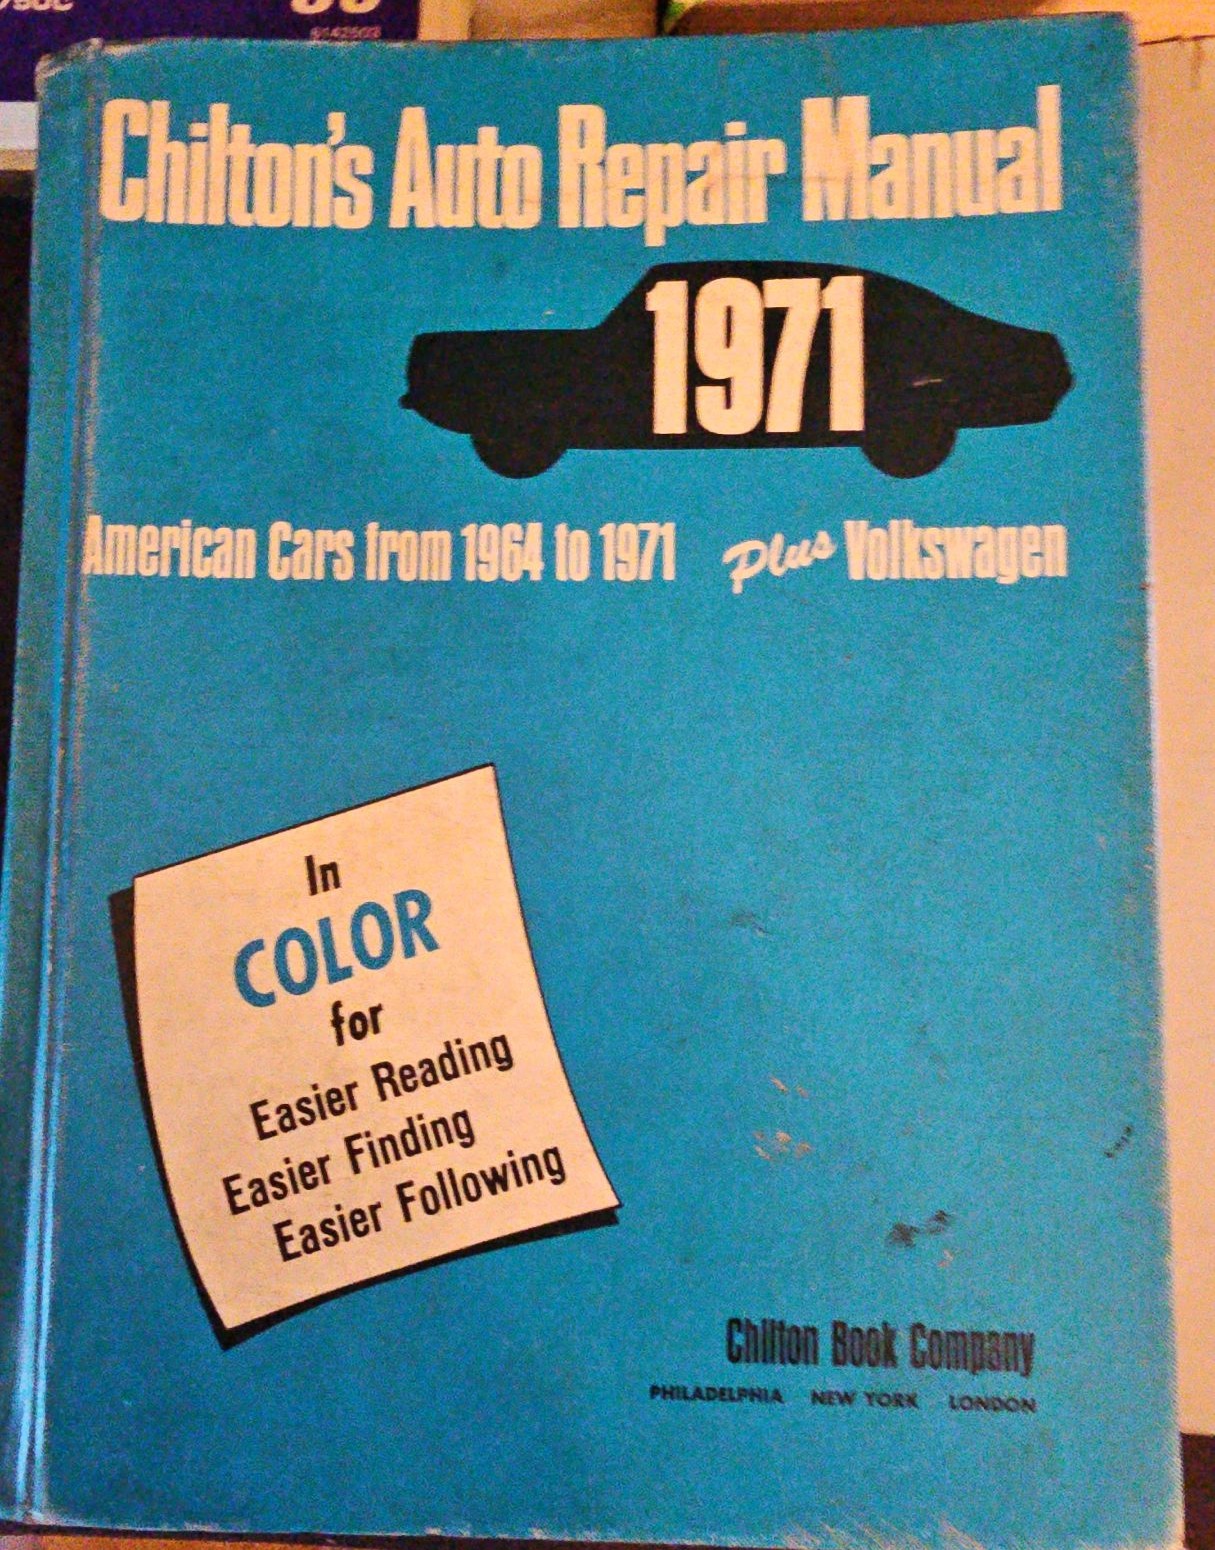 6142503
Chilton's Auto Repair Manual
1971
American Cars from 1964 to 1971 Plus Volkswagen
In
COLOR
for
Easier Reading
Easier Finding
Easier Following
Chilton Book Company
PHILADELPHIA NEW YORK LONDON